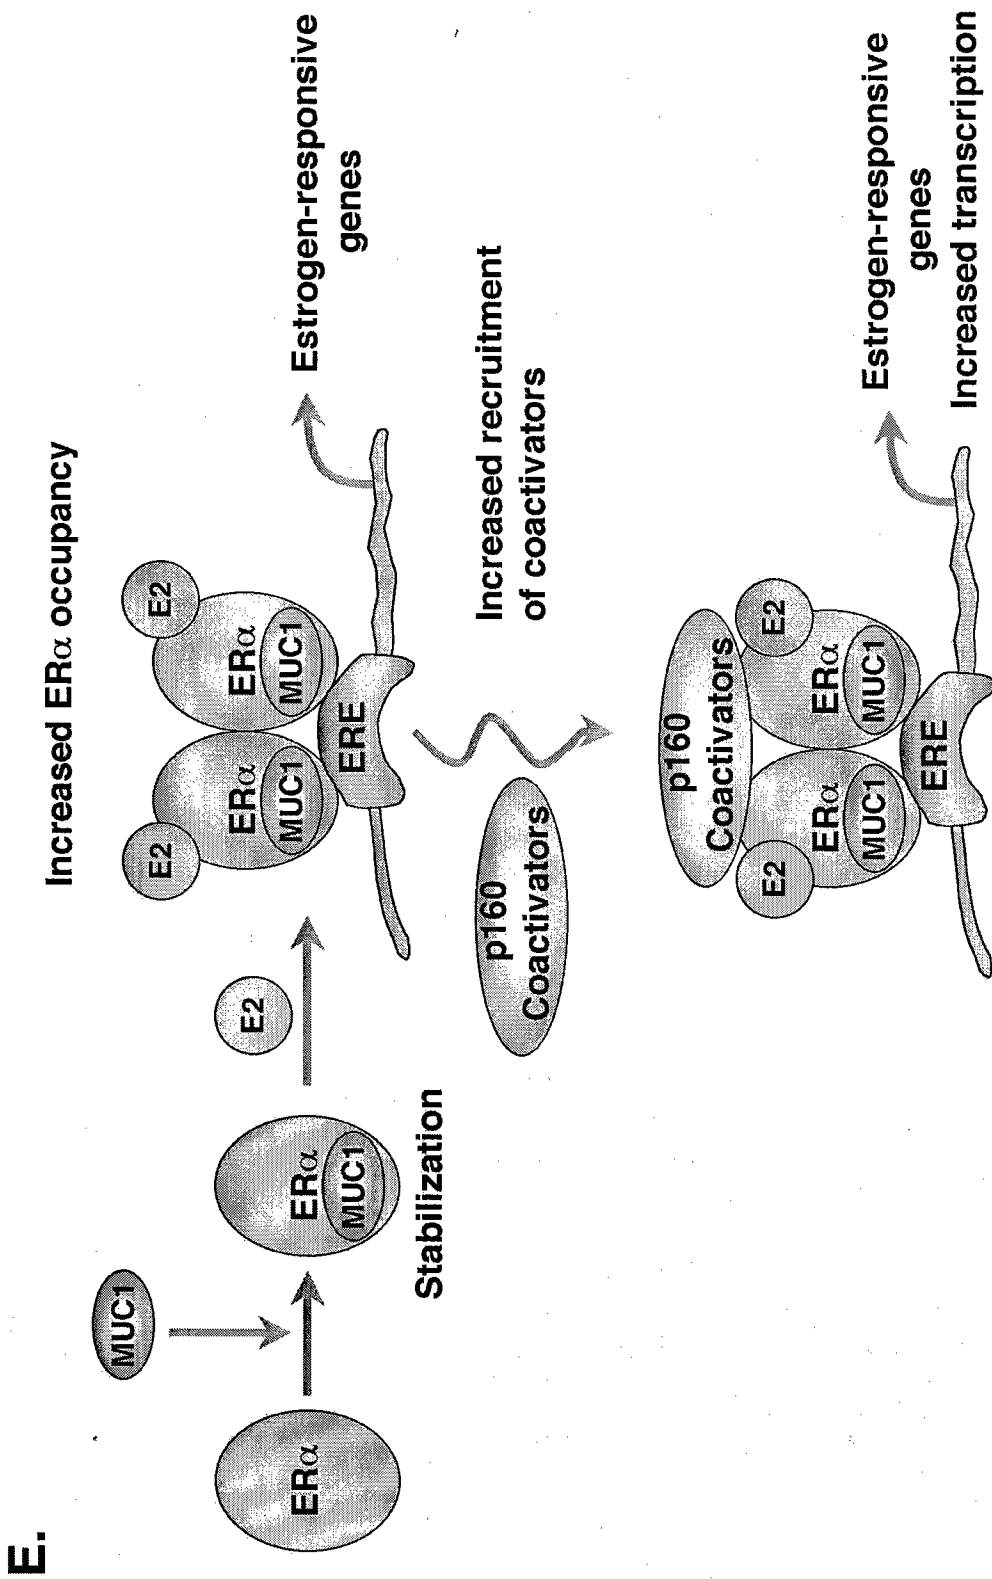 E.
MUC1
ERα
ERα
MUC1
Stabilization
E2
Increased ERα occupancy
E2
E2
ERα
ERα
MUC1
MUC1
ERE
Estrogen-responsive
genes
p160
Coactivators
Increased recruitment
of coactivators
p160
Coactivators
E2
E2
ERα
ERα
MUC1
MUC1
ERE
Estrogen-responsive
genes
Increased transcription